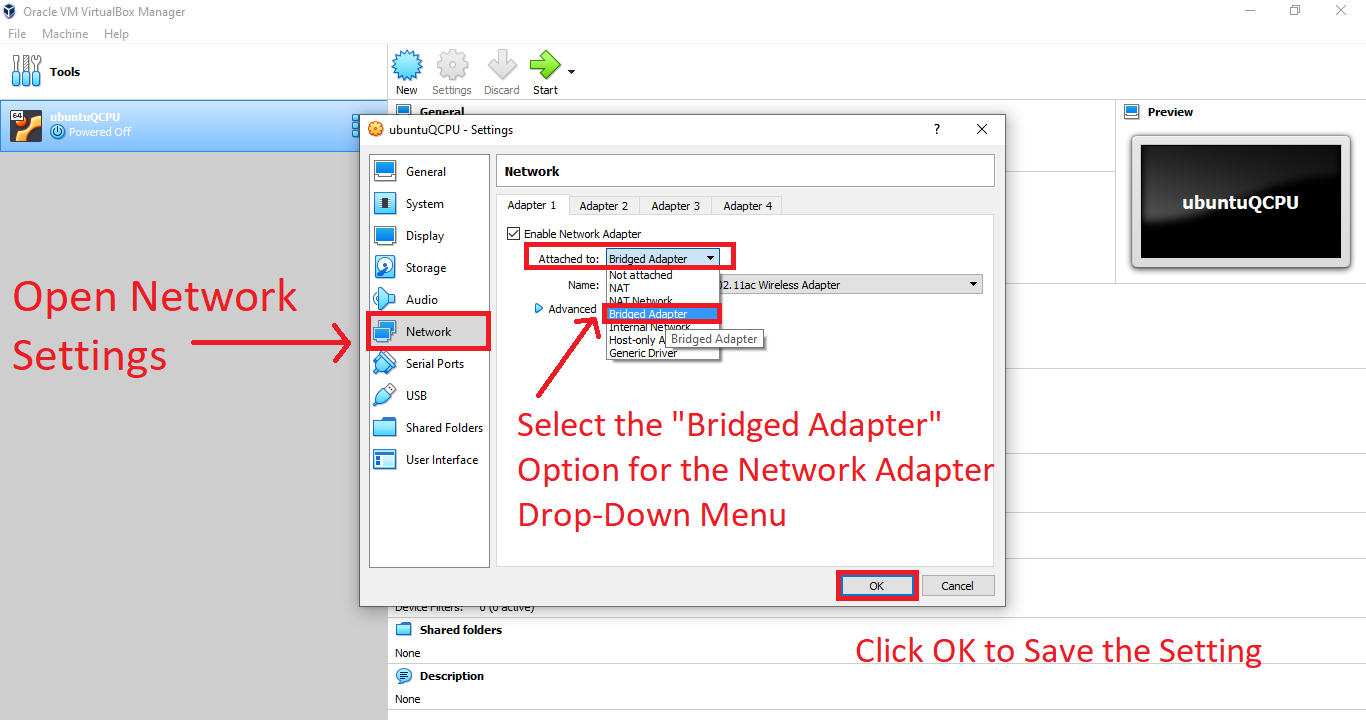 Oracle VM VirtualBox Manager
File Machine Help
Tools
New Settings Discard Start
64
ubuntuQCPU
Powered Off
General
Preview
ubuntuQCPU
ubuntuQCPU - Settings ?
General
System
Display
Storage
Audio
Network
Serial Ports
USB
Shared Folders
User Interface
Network
Adapter 1 Adapter 2 Adapter 3 Adapter 4
Enable Network Adapter
Attached to: Bridged Adapter
Not attached
NAT
NAT Network
Bridged Adapter
Internal Network
Host-only A
Generic Driver
Bridged Adapter
Name: 02.11ac Wireless Adapter
Advanced
OK Cancel
Open Network
Settings
Select the "Bridged Adapter"
Option for the Network Adapter
Drop-Down Menu
Device Filters: 0 (0 active)
Shared folders
None
Description
None
Click OK to Save the Setting